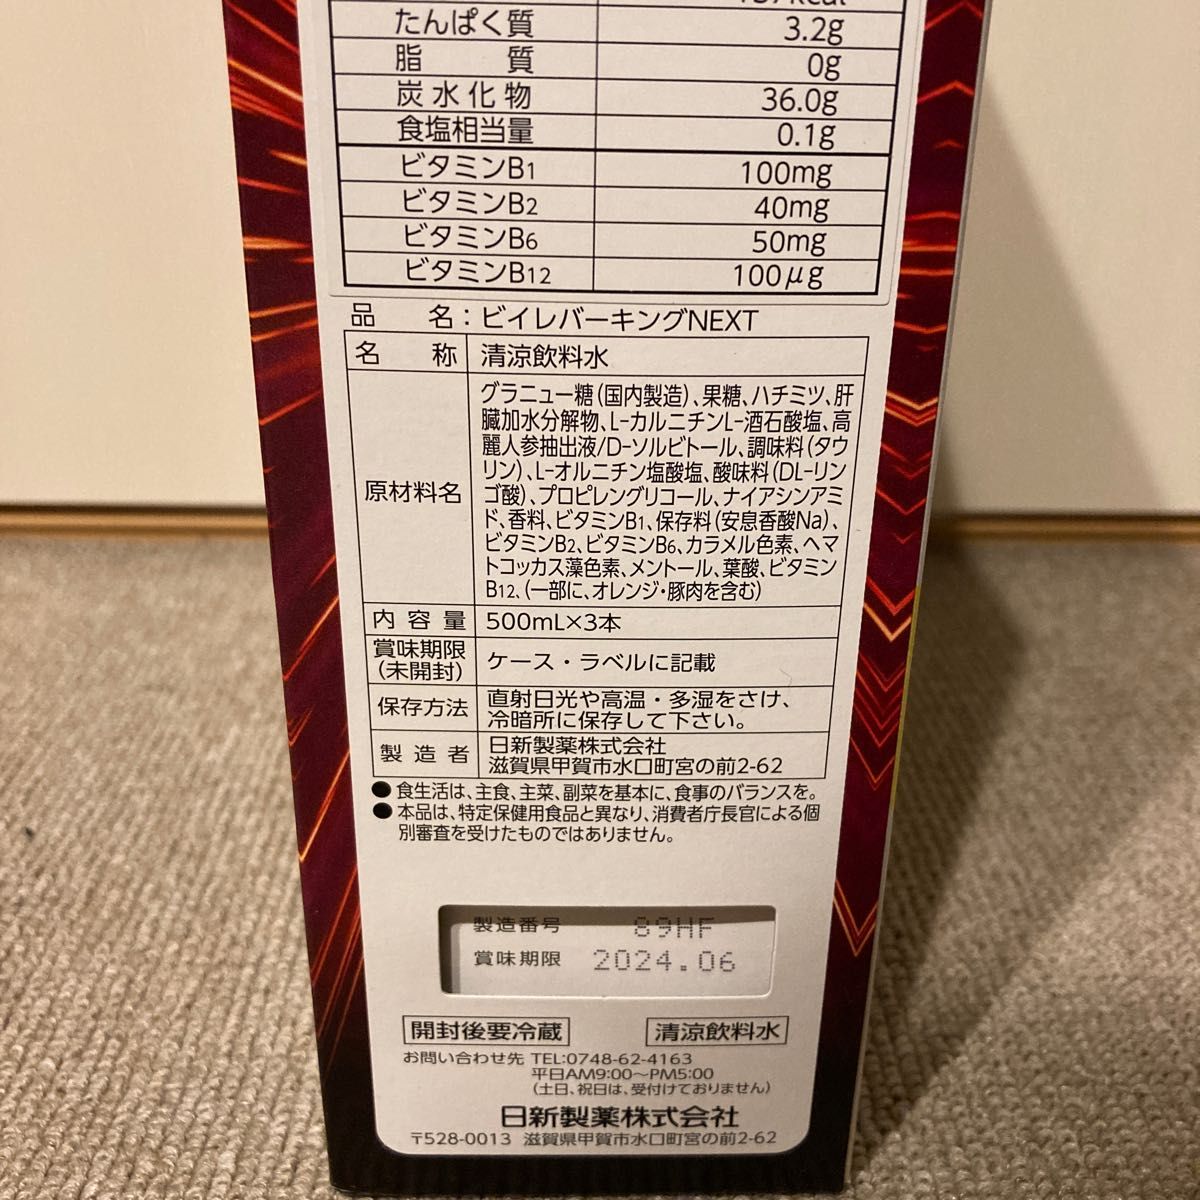 たんぱく質 3.2g
脂質 0g
炭水化物 36.0g
食塩相当量 0.1g
ビタミンB1 100mg
ビタミンB2 40mg
ビタミンB6 50mg
ビタミンB12 100μg
品名：ビイレバーキングNEXT
名称 清涼飲料水
原材料名
グラニュー糖(国内製造)、果糖、ハチミツ、肝
臓加水分解物、L-カルニチンL-酒石酸塩、高
麗人参抽出液/D-ソルビトール、調味料(タウ
リン)、L-オルニチン塩酸塩、酸味料(DL-リン
ゴ酸)、プロピレングリコール、ナイアシンアミ
ド、香料、ビタミンB1、保存料(安息香酸Na)、
ビタミンB2、ビタミンB6、カラメル色素、ヘマ
トコッカス藻色素、メントール、葉酸、ビタミン
B12、(一部に、オレンジ・豚肉を含む)
内容量 500mL×3本
賞味期限
(未開封)
ケース・ラベルに記載
保存方法
直射日光や高温・多湿をさけ、
冷暗所に保存して下さい。
製造者
日新製薬株式会社
滋賀県甲賀市水口町宮の前2-62
●食生活は、主食、主菜、副菜を基本に、食事のバランスを。
●本品は、特定保健用食品と異なり、消費者庁長官による個
別審査を受けたものではありません。
製造番号 89HF
賞味期限 2024.06
開封後要冷蔵 清涼飲料水
お問い合わせ先 TEL:0748-62-4163
平日AM9:00〜PM5:00
(土日、祝日は、受付けておりません)
日新製薬株式会社
〒528-0013 滋賀県甲賀市水口町宮の前2-62